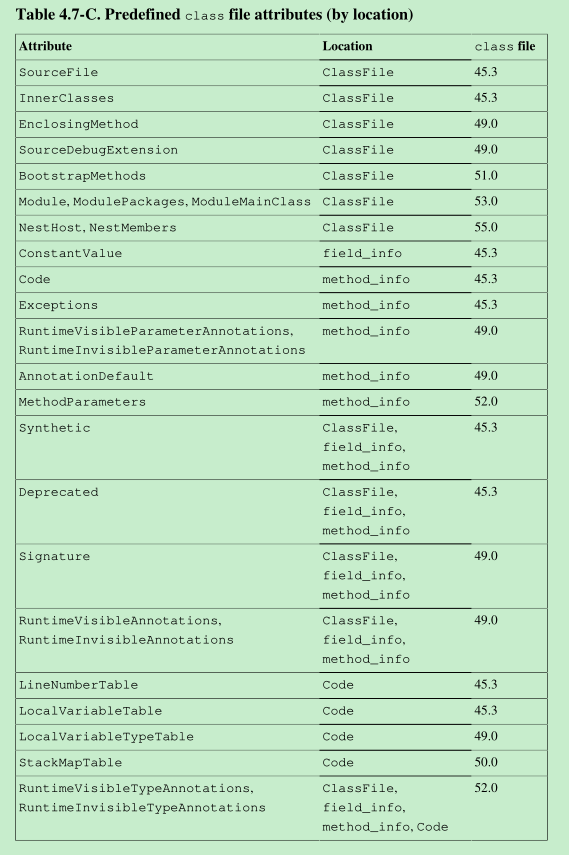 Table 4.7-C. Predefined class file attributes (by location)
Attribute Location class file
SourceFile ClassFile 45.3
InnerClasses ClassFile 45.3
EnclosingMethod ClassFile 49.0
SourceDebugExtension ClassFile 49.0
BootstrapMethods ClassFile 51.0
Module, ModulePackages, ModuleMainClass ClassFile 53.0
NestHost, NestMembers ClassFile 55.0
ConstantValue field_info 45.3
Code method_info 45.3
Exceptions method_info 45.3
RuntimeVisibleParameterAnnotations, method_info 49.0
RuntimeInvisibleParameterAnnotations
AnnotationDefault method_info 49.0
MethodParameters method_info 52.0
Synthetic ClassFile, 45.3
field_info,
method_info
Deprecated ClassFile, 45.3
field_info,
method_info
Signature ClassFile, 49.0
field_info,
method_info
RuntimeVisibleAnnotations, ClassFile, 49.0
RuntimeInvisibleAnnotations field_info,
method_info
LineNumberTable Code 45.3
LocalVariableTable Code 45.3
LocalVariableTypeTable Code 49.0
StackMapTable Code 50.0
RuntimeVisibleTypeAnnotations, ClassFile, 52.0
RuntimeInvisibleTypeAnnotations field_info,
method_info, Code